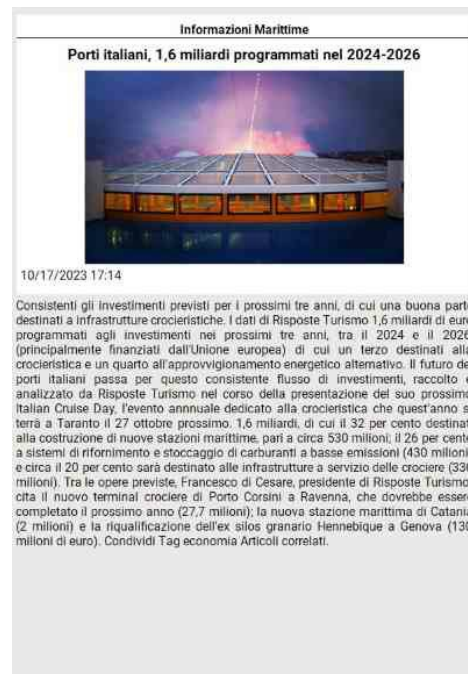 Informazioni Marittime
Porti italiani, 1,6 miliardi programmati nel 2024-2026
10/17/2023 17:14
Consistenti gli investimenti previsti per i prossimi tre anni, di cui una buona parte
destinati a infrastrutture crocieristiche. I dati di Risposte Turismo 1,6 miliardi di euro
programmati agli investimenti nei prossimi tre anni, tra il 2024 e il 2026
(principalmente finanziati dall'Unione europea) di cui un terzo destinati alla
crocieristica e un quarto all'approvvigionamento energetico alternativo. Il futuro dei
porti italiani passa per questo consistente flusso di investimenti, raccolto e
analizzato da Risposte Turismo nel corso della presentazione del suo prossimo
Italian Cruise Day, l'evento annnuale dedicato alla crocieristica che quest'anno si
terrà a Taranto il 27 ottobre prossimo. 1,6 miliardi, di cui il 32 per cento destinati
alla costruzione di nuove stazioni marittime, pari a circa 530 milioni; il 26 per cento
a sistemi di rifornimento e stoccaggio di carburanti a basse emissioni (430 milioni)
e circa il 20 per cento sarà destinato alle infrastrutture a servizio delle crociere (330
milioni). Tra le opere previste, Francesco di Cesare, presidente di Risposte Turismo,
cita il nuovo terminal crociere di Porto Corsini a Ravenna, che dovrebbe essere
completato il prossimo anno (27,7 milioni); la nuova stazione marittima di Catania
(2 milioni) e la riqualificazione dell'ex silos granario Hennebique a Genova (130
milioni di euro). Condividi Tag economia Articoli correlati.